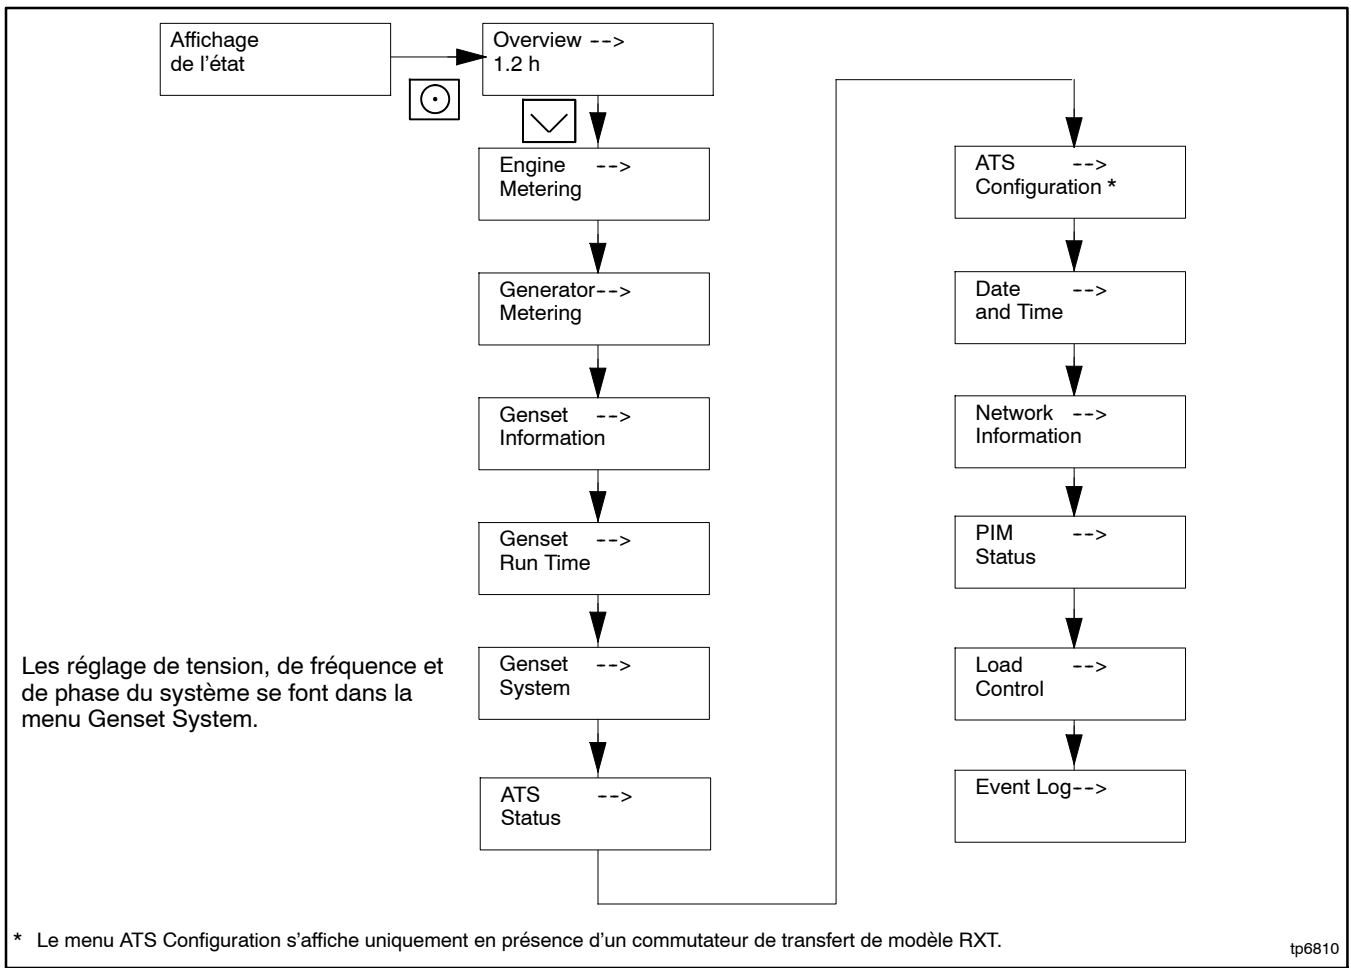 Affichage
de l'état
Overview -->
1.2 h
Engine -->
Metering
Generator-->
Metering
Genset -->
Information
Genset -->
Run Time
Genset -->
System
ATS -->
Status
ATS -->
Configuration *
Date -->
and Time
Network -->
Information
PIM -->
Status
Load -->
Control
Event Log-->
Les réglage de tension, de fréquence et
de phase du système se font dans la
menu Genset System.
* Le menu ATS Configuration s'affiche uniquement en présence d'un commutateur de transfert de modèle RXT.
tp6810